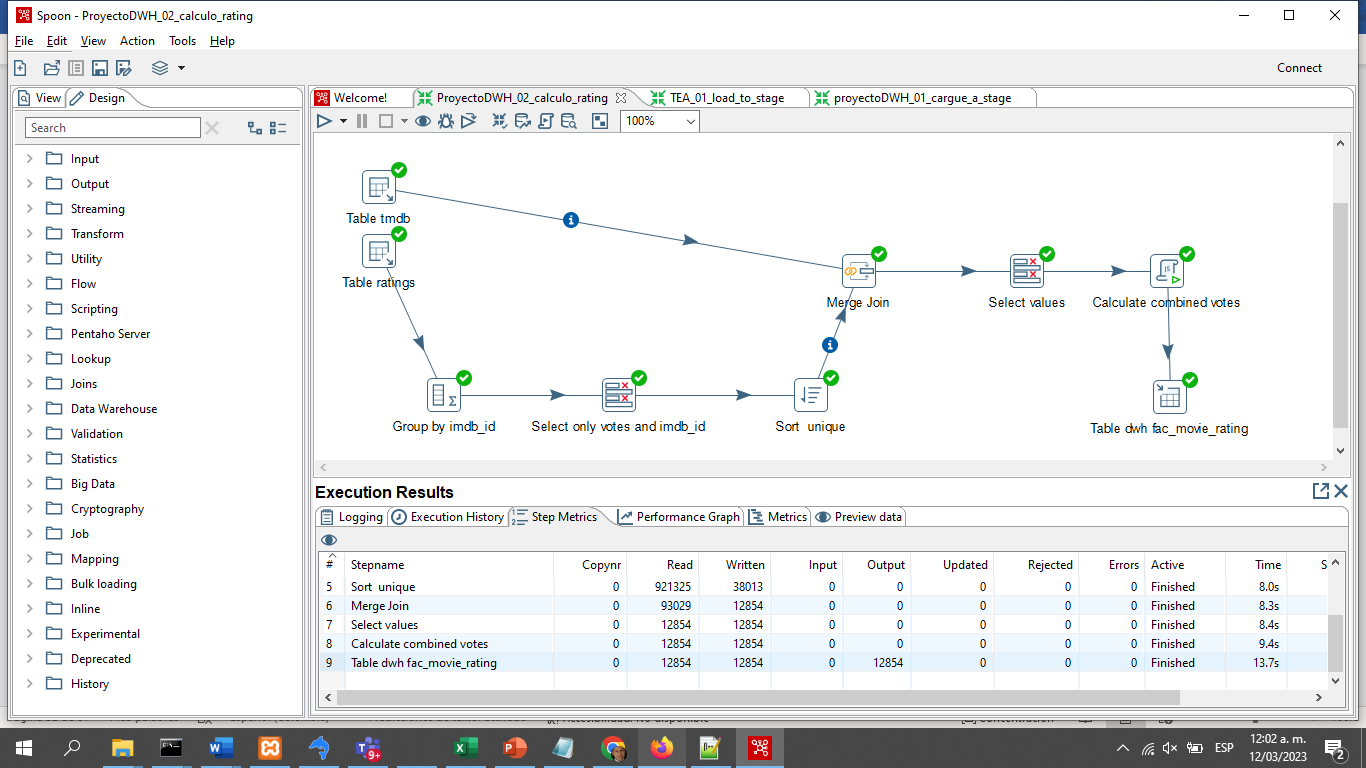 Spoon - ProyectoDWH_02_calculo_rating
File Edit View Action Tools Help
Connect
View Design
Welcome! ProyectoDWH_02_calculo_rating TEA_01_load_to_stage proyectoDWH_01_cargue_a_stage
Search
100%
Input
Output
Streaming
Transform
Utility
Flow
Scripting
Pentaho Server
Lookup
Joins
Data Warehouse
Validation
Statistics
Big Data
Cryptography
Job
Mapping
Bulk loading
Inline
Experimental
Deprecated
History
Table tmdb
Table ratings
Merge Join
Select values
Calculate combined votes
Group by imdb_id
Select only votes and imdb_id
Sort unique
Table dwh fac_movie_rating
Execution Results
Logging Execution History Step Metrics Performance Graph Metrics Preview data
# Stepname Copynr Read Written Input Output Updated Rejected Errors Active Time S
5 Sort unique 0 921325 38013 0 0 0 0 0 Finished 8.0s
6 Merge Join 0 93029 12854 0 0 0 0 0 Finished 8.3s
7 Select values 0 12854 12854 0 0 0 0 0 Finished 8.4s
8 Calculate combined votes 0 12854 12854 0 0 0 0 0 Finished 9.4s
9 Table dwh fac_movie_rating 0 12854 12854 0 12854 0 0 0 Finished 13.7s
9+
ESP
12:02 a. m.
12/03/2023
2